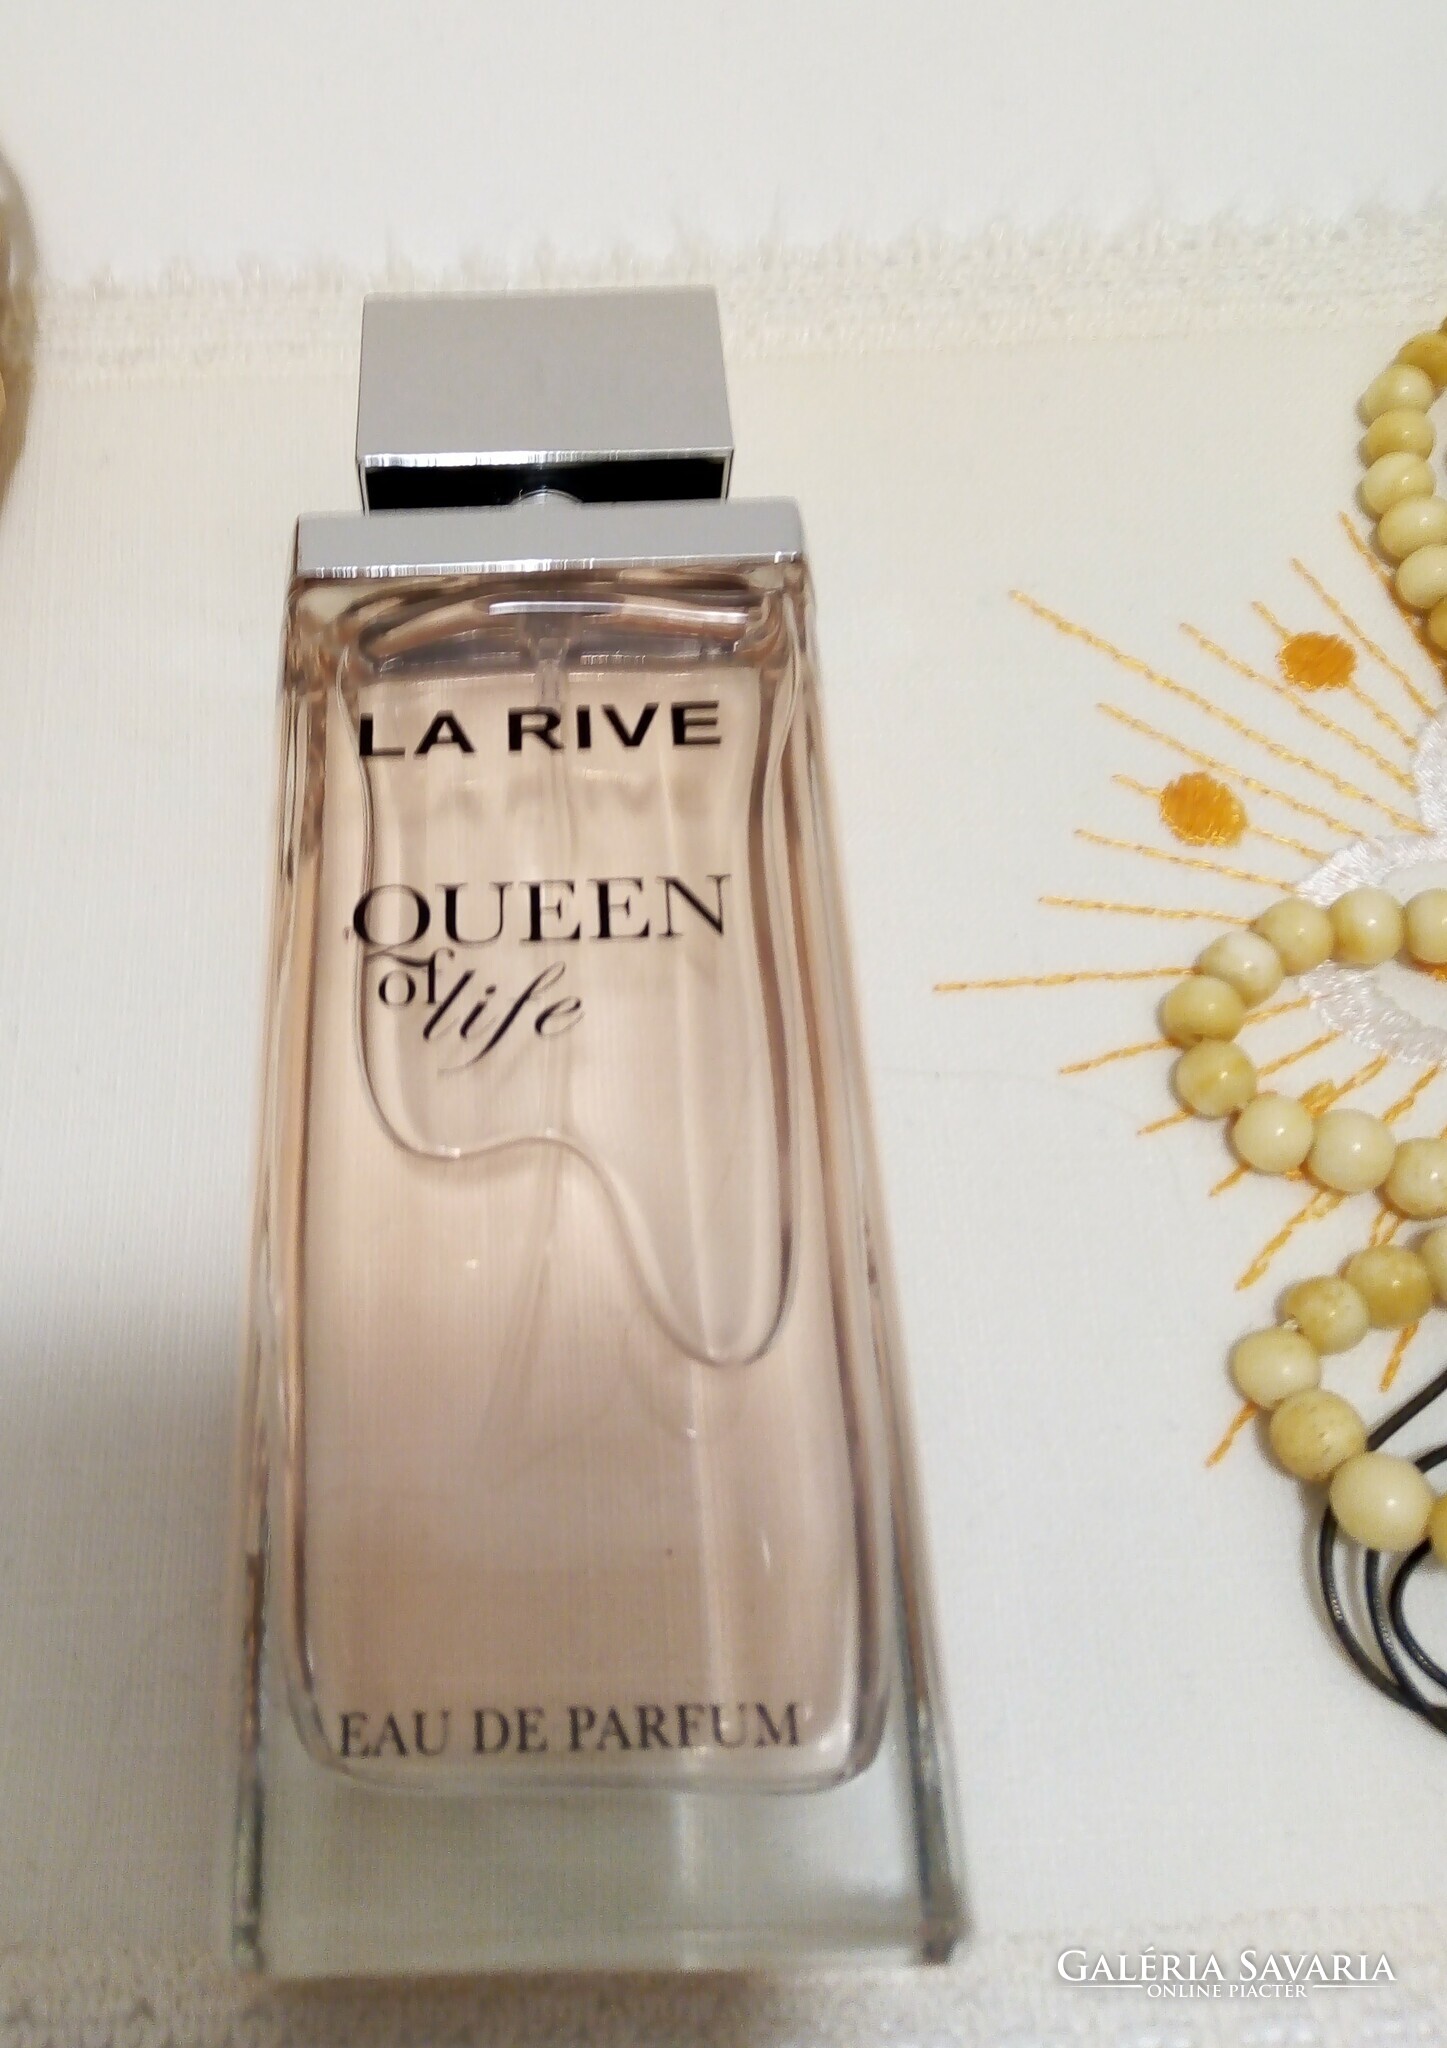 LA RIVE
QUEEN
of life
EAU DE PARFUM
GALÉRIA SAVARIA
ONLINE PIACTÉR